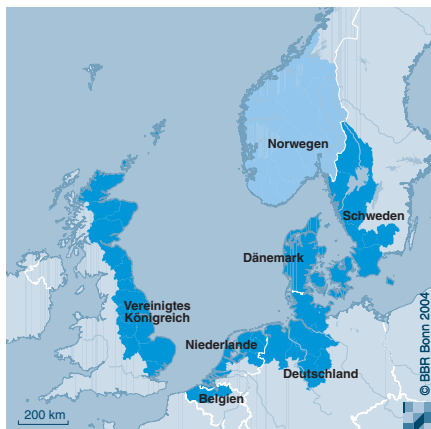 Norwegen
Schweden
Dänemark
Vereinigtes
Königreich
Niederlande
Deutschland
Belgien
200 km
© BBR Bonn 2004